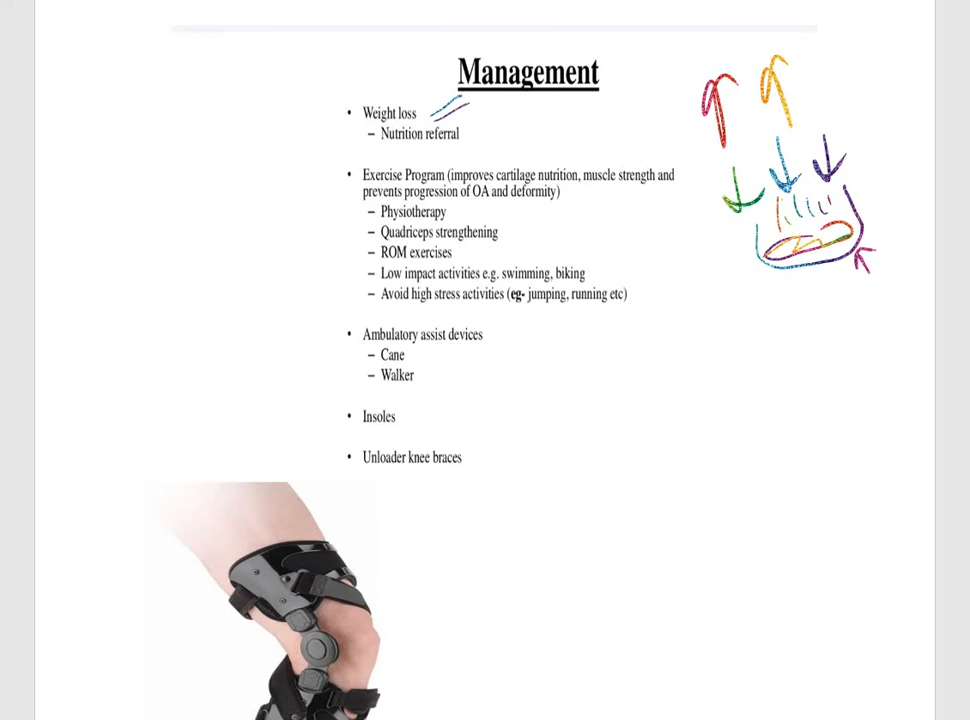 Management
• Weight loss
– Nutrition referral
• Exercise Program (improves cartilage nutrition, muscle strength and
prevents progression of OA and deformity)
– Physiotherapy
– Quadriceps strengthening
– ROM exercises
– Low impact activities e.g. swimming, biking
– Avoid high stress activities (eg- jumping, running etc)
• Ambulatory assist devices
– Cane
– Walker
• Insoles
• Unloader knee braces